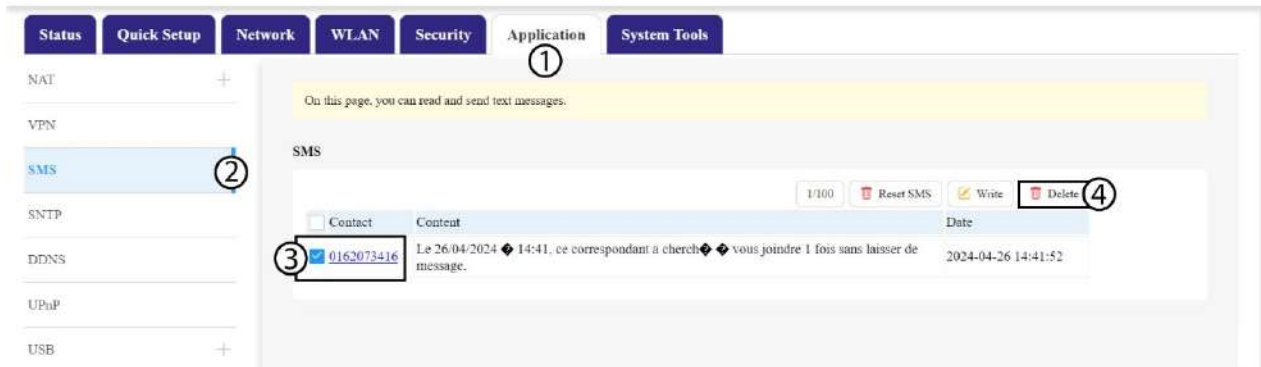 Status Quick Setup Network WLAN Security Application System Tools
①
NAT
On this page, you can read and send text messages.
VPN
SMS
SMS ②
1/100 Reset SMS Write Delete ④
SNTP
Contact Content Date
③ 0162073416 Le 26/04/2024 � 14:41, ce correspondant a cherch� � vous joindre 1 fois sans laisser de
message. 2024-04-26 14:41:52
DDNS
UPnP
USB